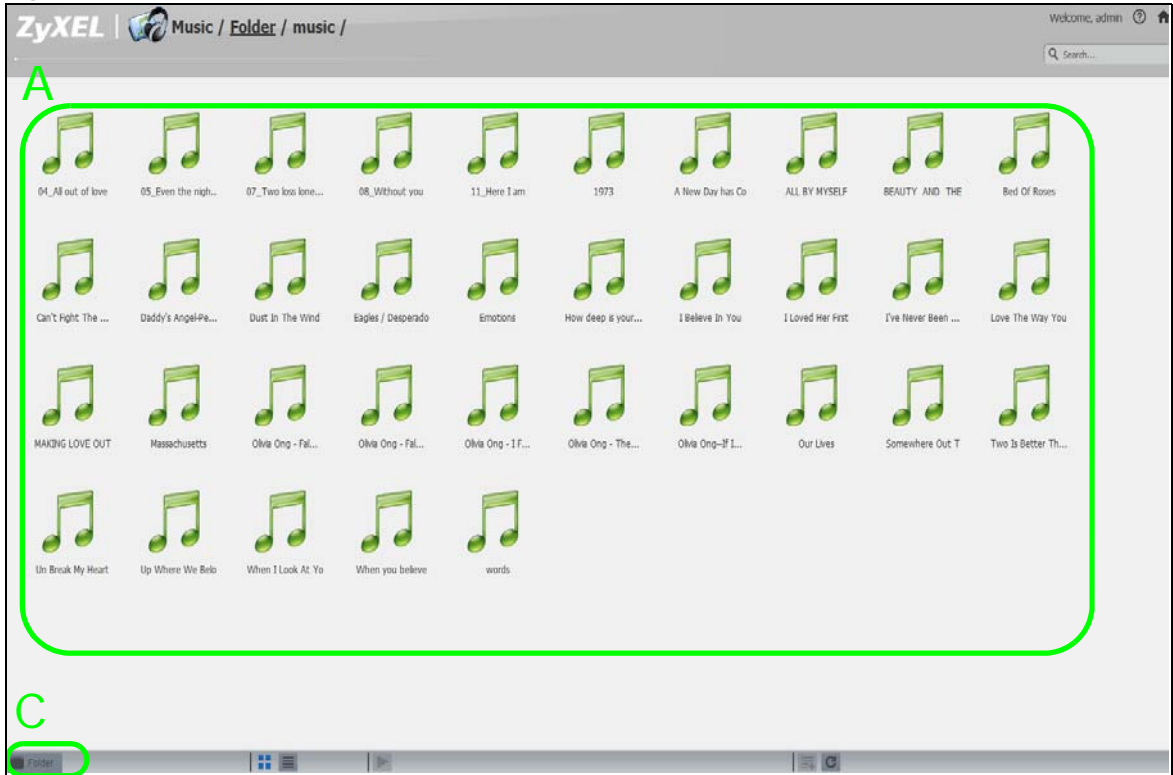 ZyXEL
Music / Folder / music /
Welcome, admin
Search...
A
04_All out of love
05_Even the nigh...
07_Two loss lone...
08_Without you
11_Here I am
1973
A New Day has Co
ALL BY MYSELF
BEAUTY AND THE
Bed Of Roses
Can't Fight The ...
Daddy's Angel-Pe...
Dust In The Wind
Eagles / Desperado
Emotions
How deep is your...
I Believe In You
I Loved Her First
I've Never Been ...
Love The Way You
MAKING LOVE OUT
Massachusetts
Olivia Ong - Fal...
Olivia Ong - Fal...
Olivia Ong - I F...
Olivia Ong - The...
Olivia Ong--If I...
Our Lives
Somewhere Out T
Two Is Better Th...
Un Break My Heart
Up Where We Belo
When I Look At Yo
When you believe
words
C
Folder